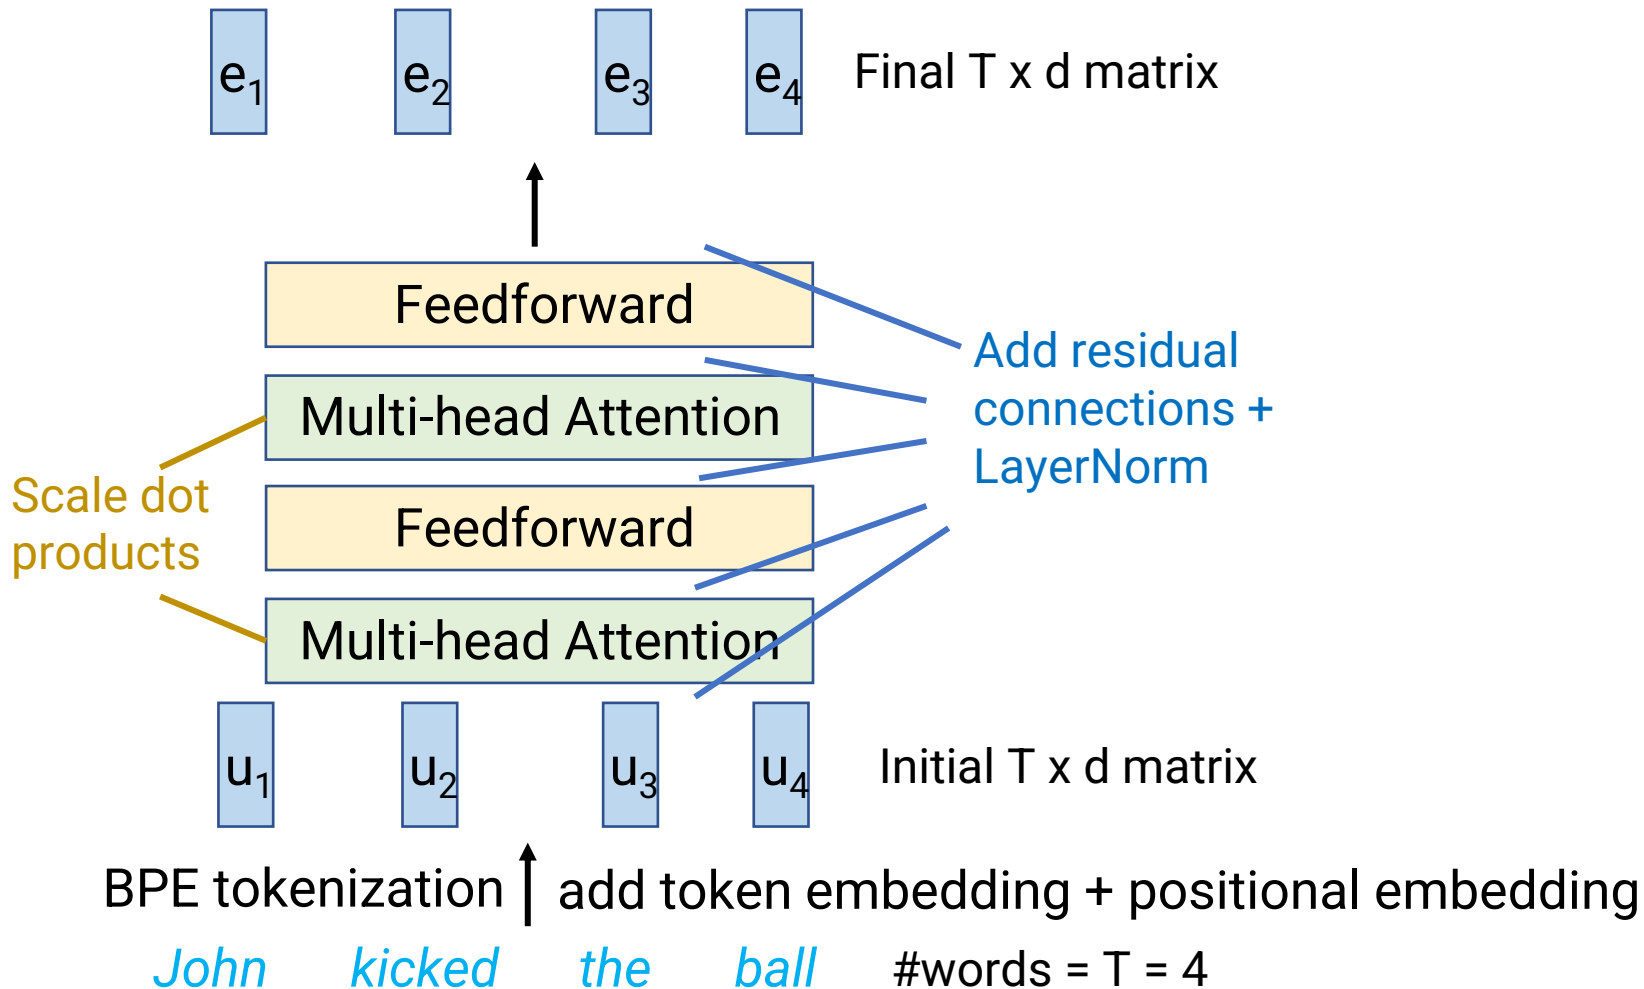 e1 e2 e3 e4 Final T x d matrix
Feedforward
Multi-head Attention
Feedforward
Multi-head Attention
Add residual
connections +
LayerNorm
Scale dot
products
u1 u2 u3 u4 Initial T x d matrix
BPE tokenization add token embedding + positional embedding
John kicked the ball #words = T = 4